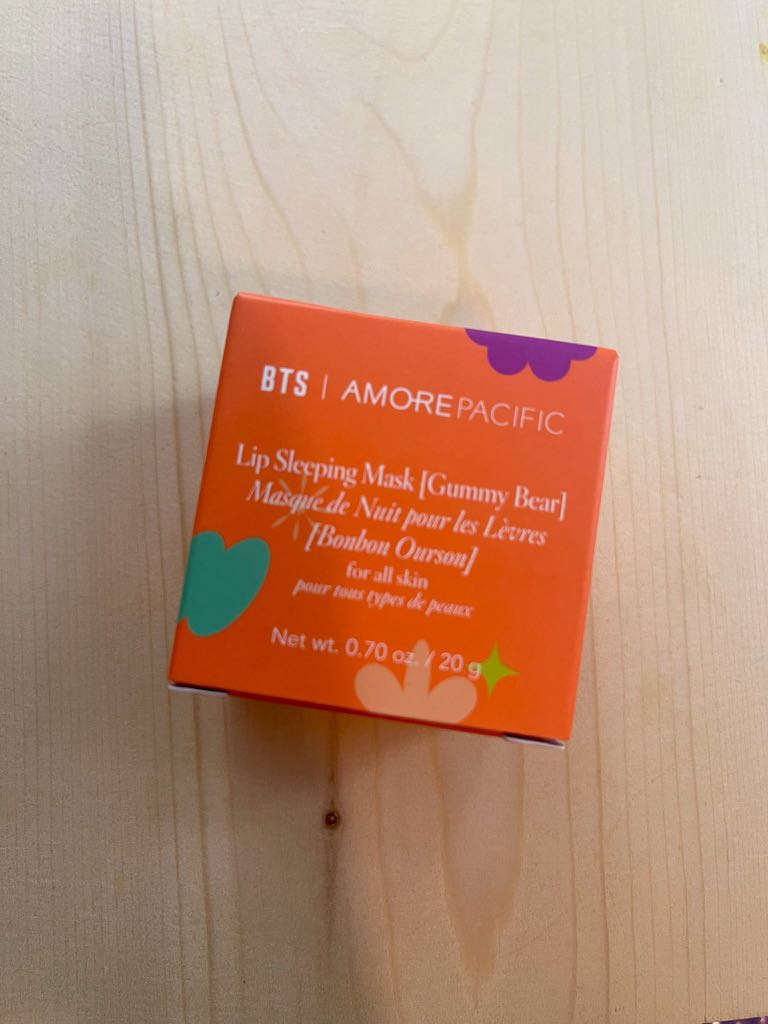 BTS | AMOREPACIFIC
Lip Sleeping Mask [Gummy Bear]
Masque de Nuit pour les Lèvres
[Bonbon Ourson]
for all skin
pour tous types de peaux
Net wt. 0.70 oz. / 20 g